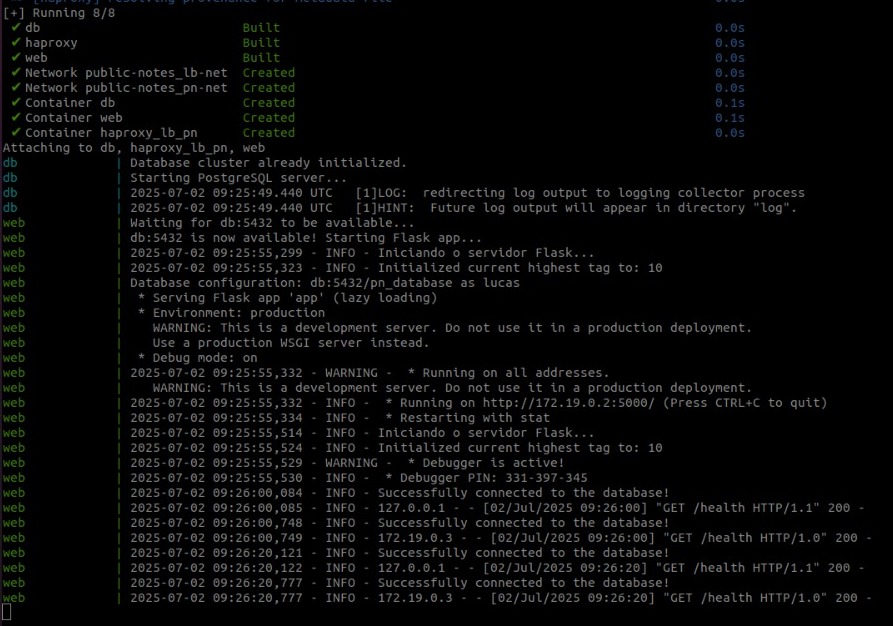 [haproxy] resolving provenance for metadata file 0.0s
[+] Running 8/8
✔ db Built 0.0s
✔ haproxy Built 0.0s
✔ web Built 0.0s
✔ Network public-notes_lb-net Created 0.0s
✔ Network public-notes_pn-net Created 0.0s
✔ Container db Created 0.1s
✔ Container web Created 0.1s
✔ Container haproxy_lb_pn Created 0.0s
Attaching to db, haproxy_lb_pn, web
db | Database cluster already initialized.
db | Starting PostgreSQL server...
db | 2025-07-02 09:25:49.440 UTC [1]LOG: redirecting log output to logging collector process
db | 2025-07-02 09:25:49.440 UTC [1]HINT: Future log output will appear in directory "log".
web | Waiting for db:5432 to be available...
web | db:5432 is now available! Starting Flask app...
web | 2025-07-02 09:25:55,299 - INFO - Iniciando o servidor Flask...
web | 2025-07-02 09:25:55,323 - INFO - Initialized current highest tag to: 10
web | Database configuration: db:5432/pn_database as lucas
web | * Serving Flask app 'app' (lazy loading)
web | * Environment: production
web | WARNING: This is a development server. Do not use it in a production deployment.
web | Use a production WSGI server instead.
web | * Debug mode: on
web | 2025-07-02 09:25:55,332 - WARNING - * Running on all addresses.
web | WARNING: This is a development server. Do not use it in a production deployment.
web | 2025-07-02 09:25:55,332 - INFO - * Running on http://172.19.0.2:5000/ (Press CTRL+C to quit)
web | 2025-07-02 09:25:55,334 - INFO - * Restarting with stat
web | 2025-07-02 09:25:55,514 - INFO - Iniciando o servidor Flask...
web | 2025-07-02 09:25:55,524 - INFO - Initialized current highest tag to: 10
web | 2025-07-02 09:25:55,529 - WARNING - * Debugger is active!
web | 2025-07-02 09:25:55,530 - INFO - * Debugger PIN: 331-397-345
web | 2025-07-02 09:26:00,084 - INFO - Successfully connected to the database!
web | 2025-07-02 09:26:00,085 - INFO - 127.0.0.1 - - [02/Jul/2025 09:26:00] "GET /health HTTP/1.1" 200 -
web | 2025-07-02 09:26:00,748 - INFO - Successfully connected to the database!
web | 2025-07-02 09:26:00,749 - INFO - 172.19.0.3 - - [02/Jul/2025 09:26:00] "GET /health HTTP/1.0" 200 -
web | 2025-07-02 09:26:20,121 - INFO - Successfully connected to the database!
web | 2025-07-02 09:26:20,122 - INFO - 127.0.0.1 - - [02/Jul/2025 09:26:20] "GET /health HTTP/1.1" 200 -
web | 2025-07-02 09:26:20,777 - INFO - Successfully connected to the database!
web | 2025-07-02 09:26:20,777 - INFO - 172.19.0.3 - - [02/Jul/2025 09:26:20] "GET /health HTTP/1.0" 200 -